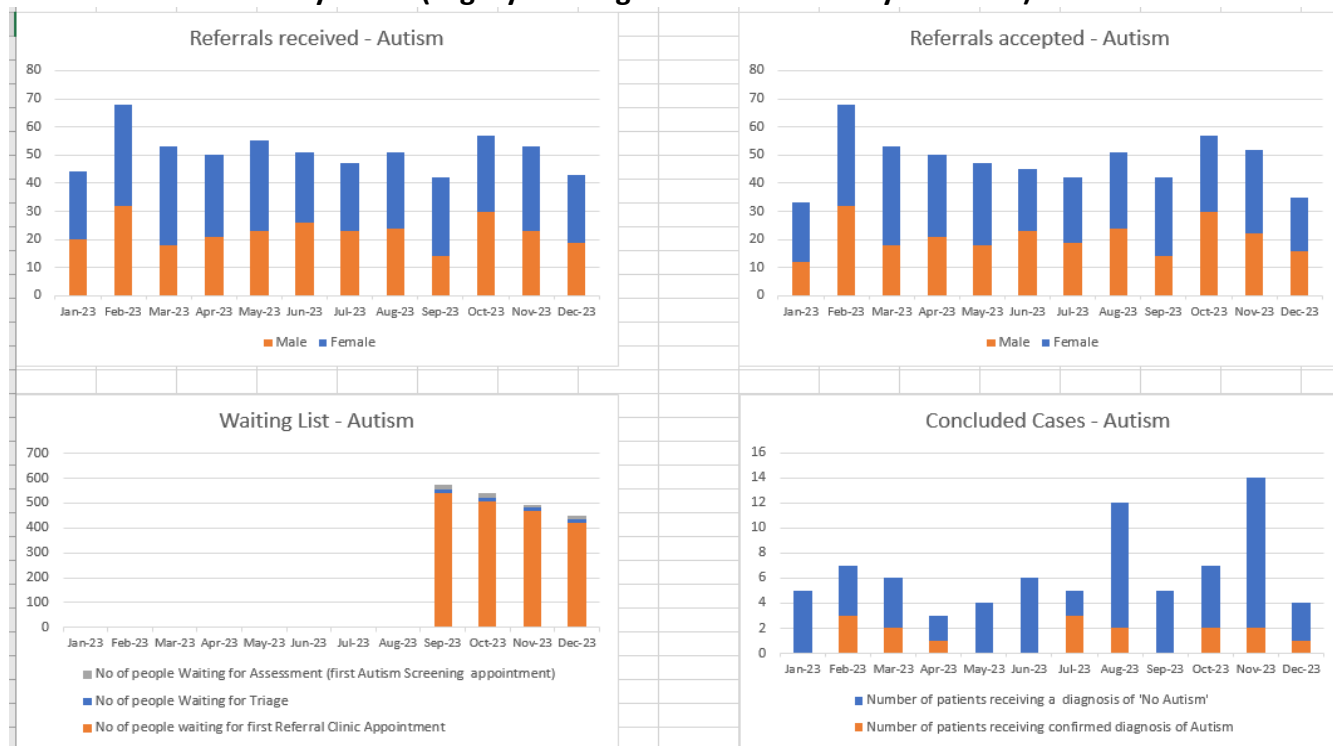 Referrals received - Autism
80
70
60
50
40
30
20
10
0
Jan-23 Feb-23 Mar-23 Apr-23 May-23 Jun-23 Jul-23 Aug-23 Sep-23 Oct-23 Nov-23 Dec-23
Male Female
Referrals accepted - Autism
80
70
60
50
40
30
20
10
0
Jan-23 Feb-23 Mar-23 Apr-23 May-23 Jun-23 Jul-23 Aug-23 Sep-23 Oct-23 Nov-23 Dec-23
Male Female
Waiting List - Autism
700
600
500
400
300
200
100
0
Jan-23 Feb-23 Mar-23 Apr-23 May-23 Jun-23 Jul-23 Aug-23 Sep-23 Oct-23 Nov-23 Dec-23
No of people Waiting for Assessment (first Autism Screening appointment)
No of people Waiting for Triage
No of people waiting for first Referral Clinic Appointment
Concluded Cases - Autism
16
14
12
10
8
6
4
2
0
Jan-23 Feb-23 Mar-23 Apr-23 May-23 Jun-23 Jul-23 Aug-23 Sep-23 Oct-23 Nov-23 Dec-23
Number of patients receiving a diagnosis of 'No Autism'
Number of patients receiving confirmed diagnosis of Autism